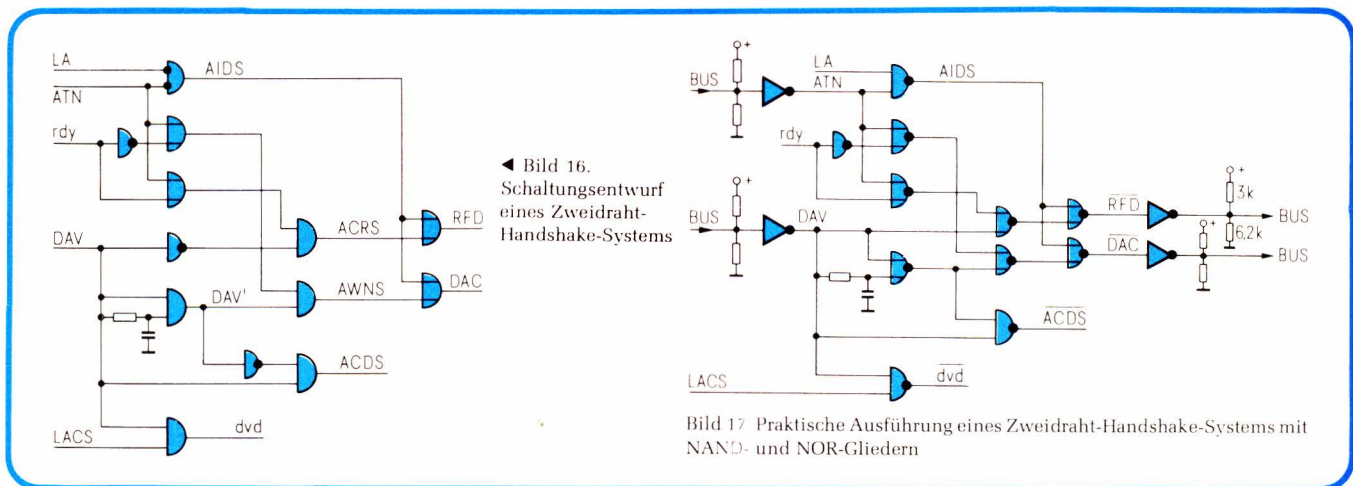 LA
AIDS
ATN
rdy
DAV
ACRS
RFD
DAV'
AWNS
DAC
ACDS
LACS
dvd
◄ Bild 16.
Schaltungsentwurf
eines Zweidraht-
Handshake-Systems
+
BUS
LA
ATN
AIDS
rdy
+
BUS
DAV
RFD
DAC
+
3k
6,2k
BUS
+
BUS
ACDS
LACS
dvd
Bild 17 Praktische Ausführung eines Zweidraht-Handshake-Systems mit
NAND- und NOR-Gliedern